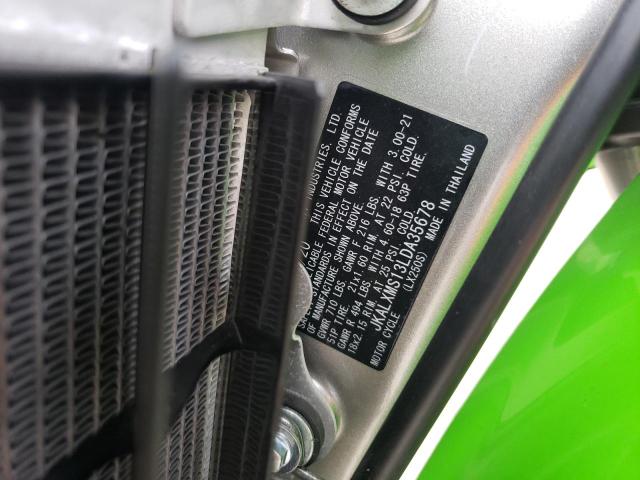 INDUSTRIES. LTD.
20 THIS VEHICLE CONFORMS
ICABLE FEDERAL MOTOR VEHICLE
STANDARDS IN EFFECT ON THE DATE
OF MANUFACTURE SHOWN ABOVE.
GVWR 710 LBS. GAWR F 216 LBS. WITH 3.00-21
51P TIRE. 21x1.60 RIM. AT 22 PSI. COLD.
GAWR R 494 LBS. WITH 4.60-18 63P TIRE.
18x2.15 RIM. AT 25 PSI. COLD
JKALXMS13LDA35678
MOTOR CYCLE (LX250S) MADE IN THAILAND